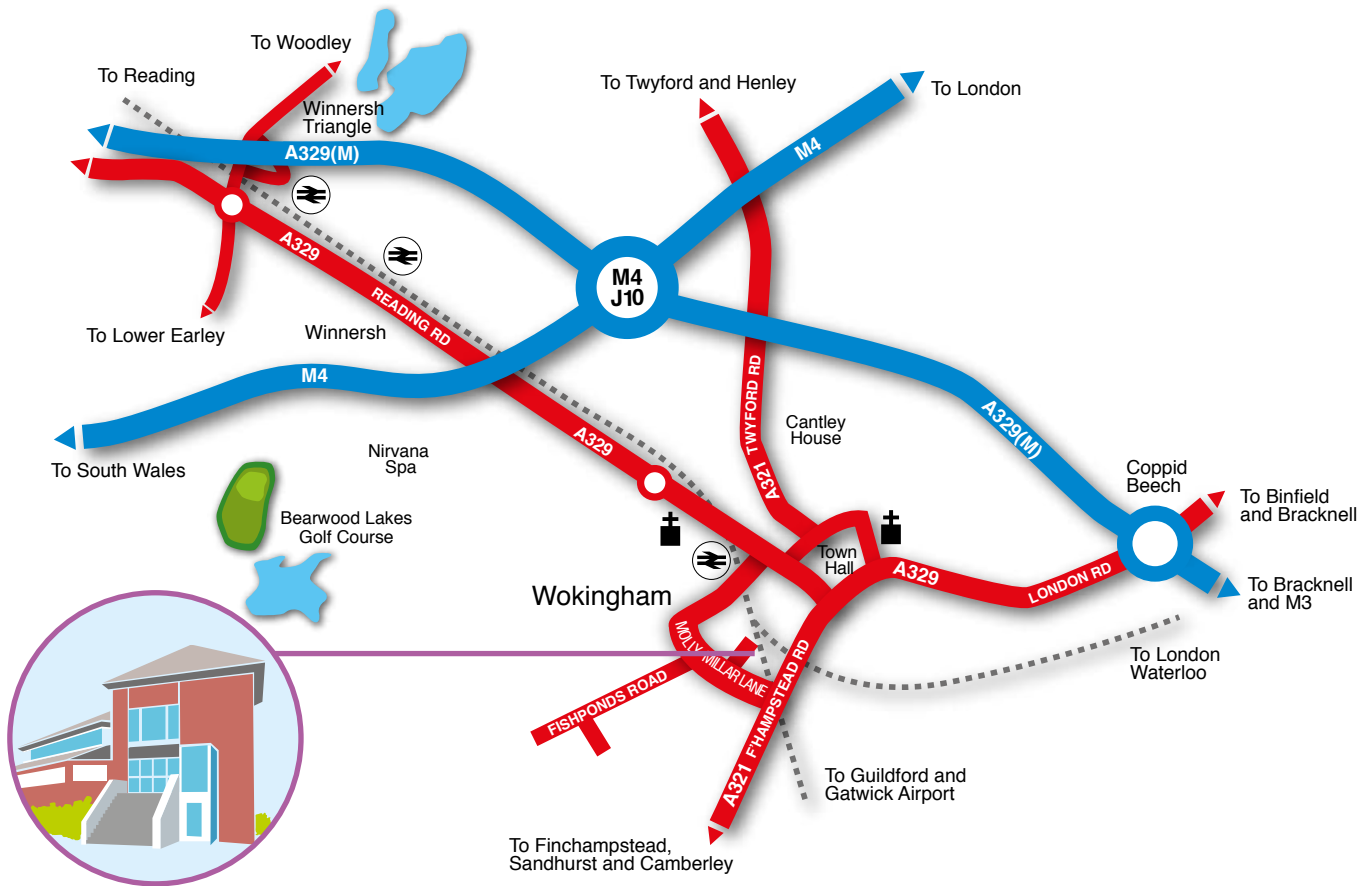 To Woodley
To Reading
Winnersh
Triangle
To Twyford and Henley
To London
A329(M)
M4
A329
M4
J10
READING RD
To Lower Earley
Winnersh
M4
TWYFORD RD
A321
Cantley
House
A329(M)
A329
Nirvana
Spa
To South Wales
Coppid
Beech
To Binfield
and Bracknell
Bearwood Lakes
Golf Course
Town
Hall
A329
LONDON RD
To Bracknell
and M3
Wokingham
MOLLY MILLAR LANE
To London
Waterloo
FISHPONDS ROAD
F'HAMPSTEAD RD
A321
To Guildford and
Gatwick Airport
To Finchampstead,
Sandhurst and Camberley